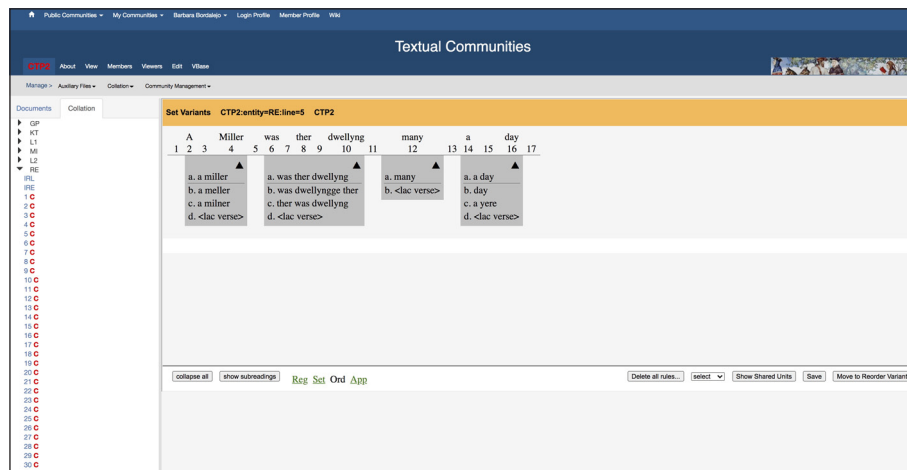 Public Communities My Communities Barbara Bordalejo Login Profile Member Profile Wiki
Textual Communities
CTP2 About View Members Viewers Edit VBase
Manage > Auxiliary Files Collation Community Management
Documents Collation
Set Variants CTP2:entity=RE:line=5 CTP2
GP
KT
L1
MI
L2
RE
IRL
IRE
1 C
2 C
3 C
4 C
5 C
6 C
7 C
8 C
9 C
10 C
11 C
12 C
13 C
14 C
15 C
16 C
17 C
18 C
19 C
20 C
21 C
22 C
23 C
24 C
25 C
26 C
27 C
28 C
29 C
30 C
A Miller was ther dwellyng many a day
1 2 3 4 5 6 7 8 9 10 11 12 13 14 15 16 17
a. a miller
b. a meller
c. a milner
d. <lac verse>
a. was ther dwellyng
b. was dwellyngge ther
c. ther was dwellyng
d. <lac verse>
a. many
b. <lac verse>
a. a day
b. day
c. a yere
d. <lac verse>
collapse all show subreadings Reg Set Ord App Delete all rules... select Show Shared Units Save Move to Reorder Variant